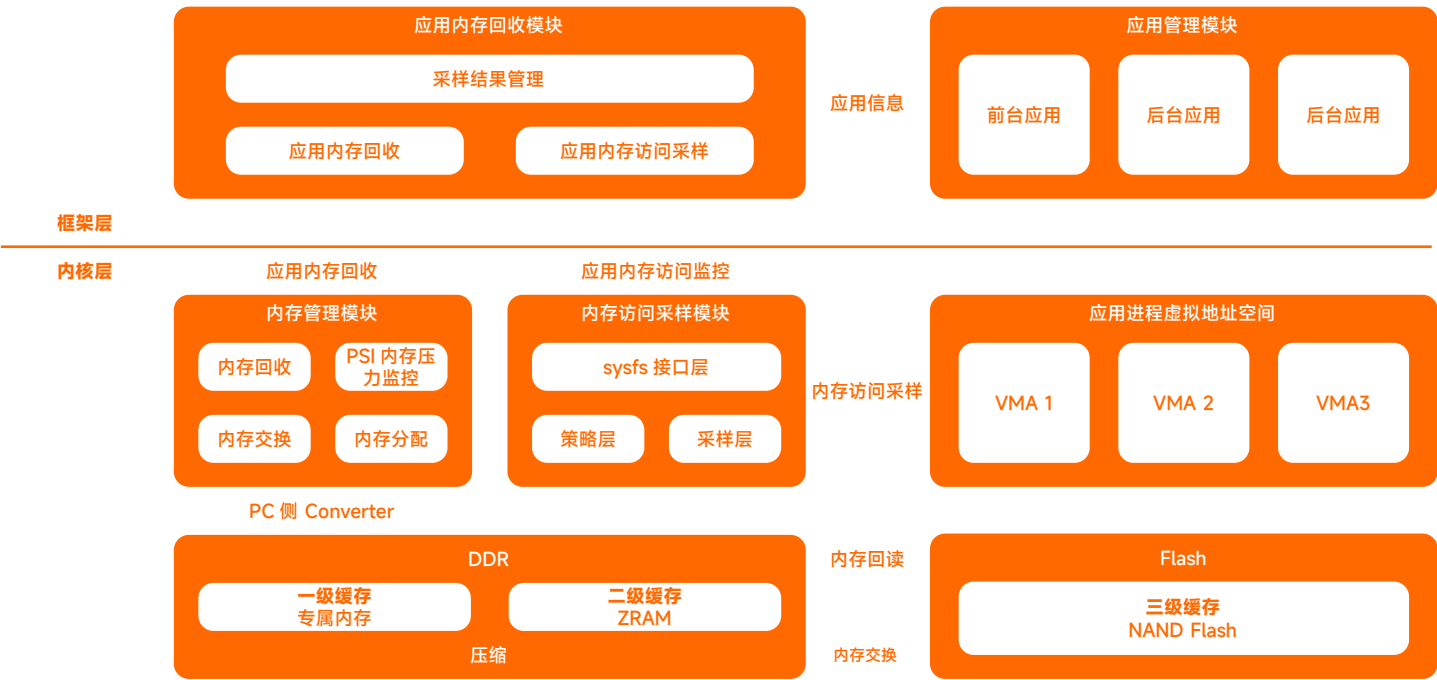 应用内存回收模块
采样结果管理
应用内存回收
应用内存访问采样
应用信息
应用管理模块
前台应用
后台应用
后台应用
框架层
内核层
应用内存回收
应用内存访问监控
内存管理模块
内存回收
PSI 内存压
力监控
内存交换
内存分配
内存访问采样模块
sysfs 接口层
策略层
采样层
内存访问采样
应用进程虚拟地址空间
VMA 1
VMA 2
VMA3
PC 侧 Converter
DDR
一级缓存
专属内存
二级缓存
ZRAM
压缩
内存回读
内存交换
Flash
三级缓存
NAND Flash